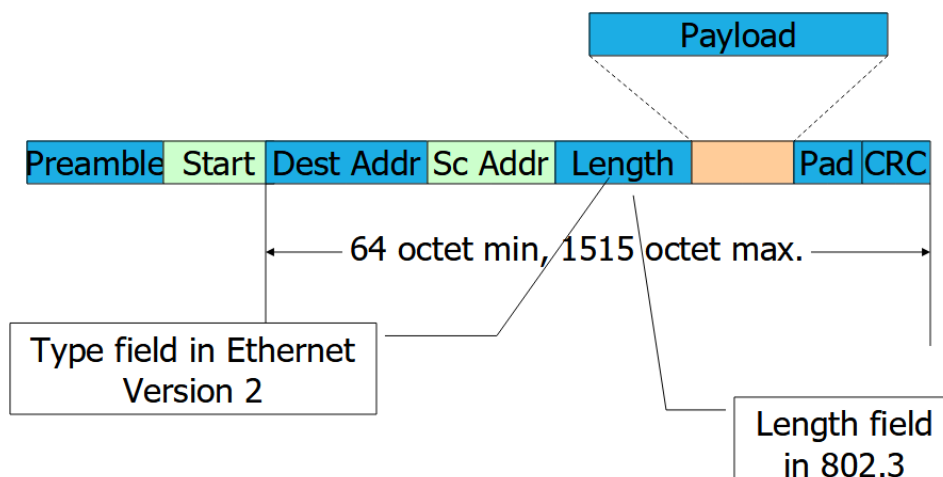 Payload
Preamble Start Dest Addr Sc Addr Length Pad CRC
64 octet min, 1515 octet max.
Type field in Ethernet
Version 2
Length field
in 802.3